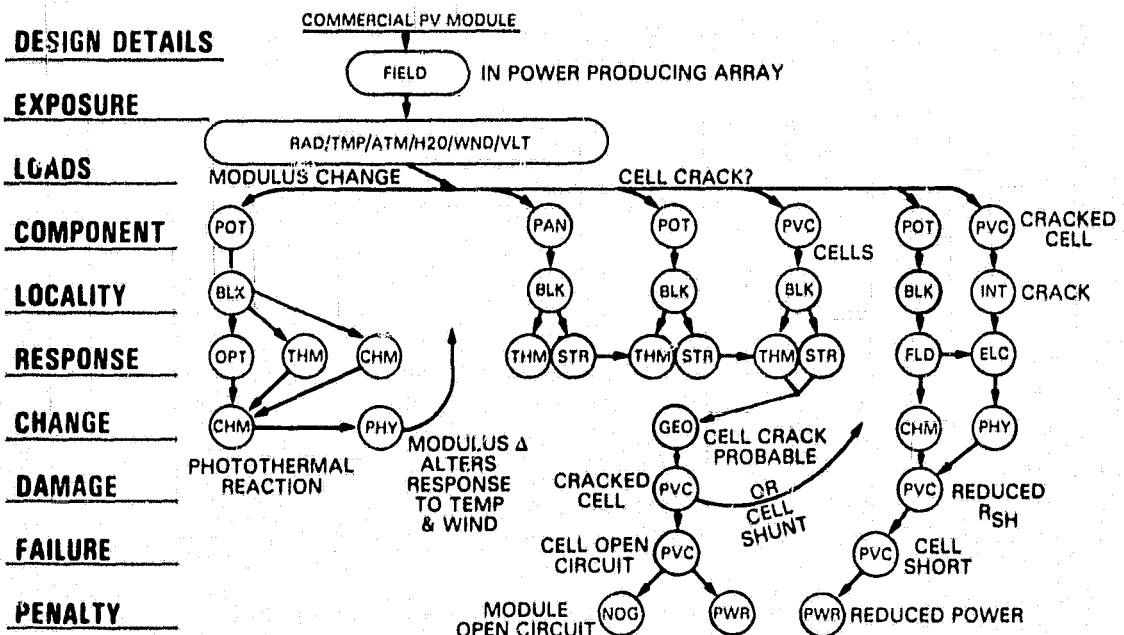 COMMERCIAL PV MODULE
DESIGN DETAILS
FIELD IN POWER PRODUCING ARRAY
EXPOSURE
RAD/TMP/ATM/H20/WND/VLT
LOADS
MODULUS CHANGE CELL CRACK?
COMPONENT POT PAN POT PVC POT PVC CRACKED
CELL
CELLS
LOCALITY BLK BLK BLK BLK BLK INT CRACK
RESPONSE OPT THM CHM THM STR THM STR THM STR FLD ELC
CHANGE CHM PHY GEO CHM PHY
PHOTOTHERMAL
REACTION
MODULUS Δ
ALTERS
RESPONSE
TO TEMP
& WIND
CELL CRACK
PROBABLE
DAMAGE CRACKED
CELL
PVC
OR
CELL
SHUNT
PVC REDUCED
RSH
FAILURE CELL OPEN
CIRCUIT
PVC PVC CELL
SHORT
PENALTY MODULE
OPEN CIRCUIT
NOG PWR PWR REDUCED POWER